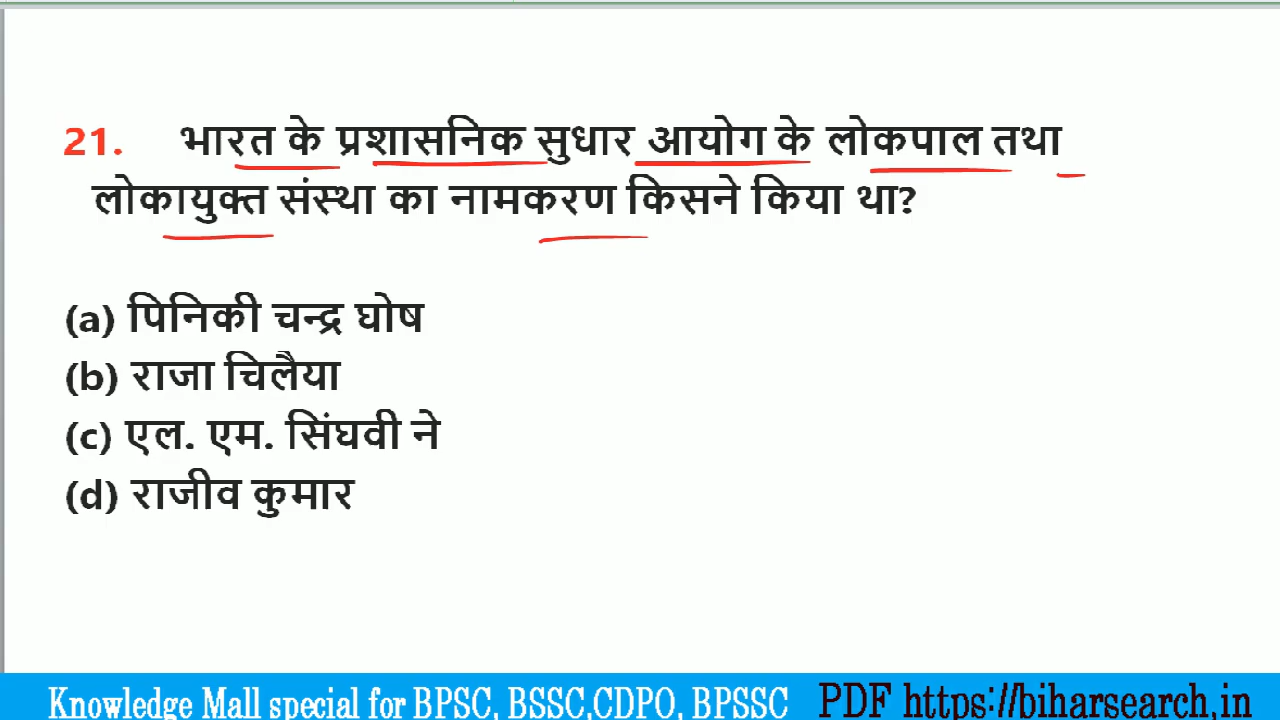 21. भारत के प्रशासनिक सुधार आयोग के लोकपाल तथा
लोकायुक्त संस्था का नामकरण किसने किया था?
(a) पिनिकी चन्द्र घोष
(b) राजा चिलैया
(c) एल. एम. सिंघवी ने
(d) राजीव कुमार
Knowledge Mall special for BPSC, BSSC,CDPO, BPSSC PDF https://biharsearch.in